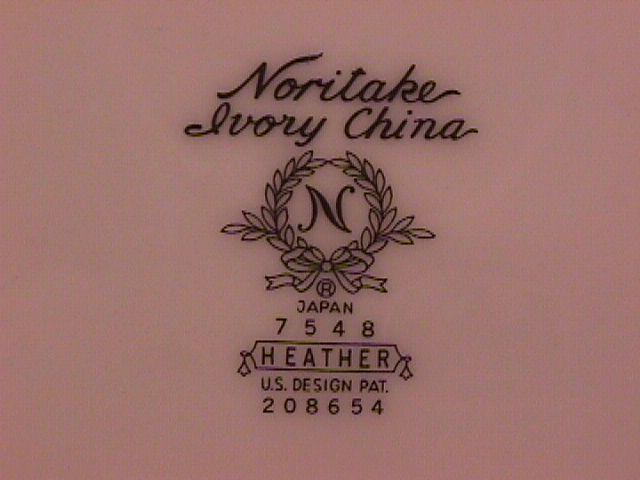 Noritake
Ivory China
N
®
JAPAN
7548
HEATHER
U.S. DESIGN PAT.
208654